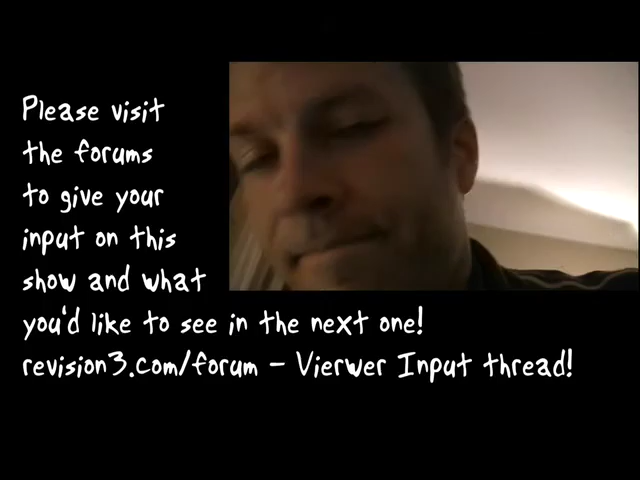 Please visit
the forums
to give your
input on this
show and what
you'd like to see in the next one!
revision3.com/forum - Vierwer Input thread!